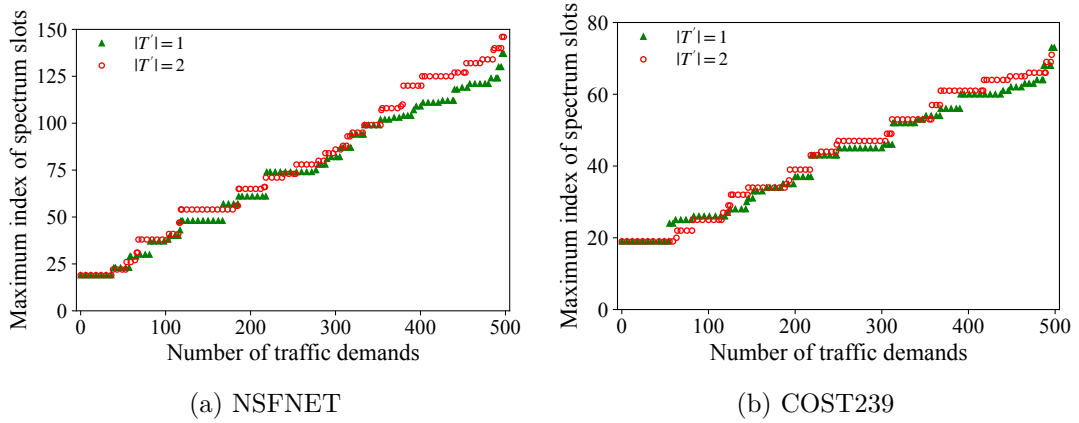 Maximum index of spectrum slots
150
125
100
75
50
25
0
|T′|=1
|T′|=2
0
100
200
300
400
500
Number of traffic demands
(a) NSFNET
Maximum index of spectrum slots
80
60
40
20
0
|T′|=1
|T′|=2
0
100
200
300
400
500
Number of traffic demands
(b) COST239